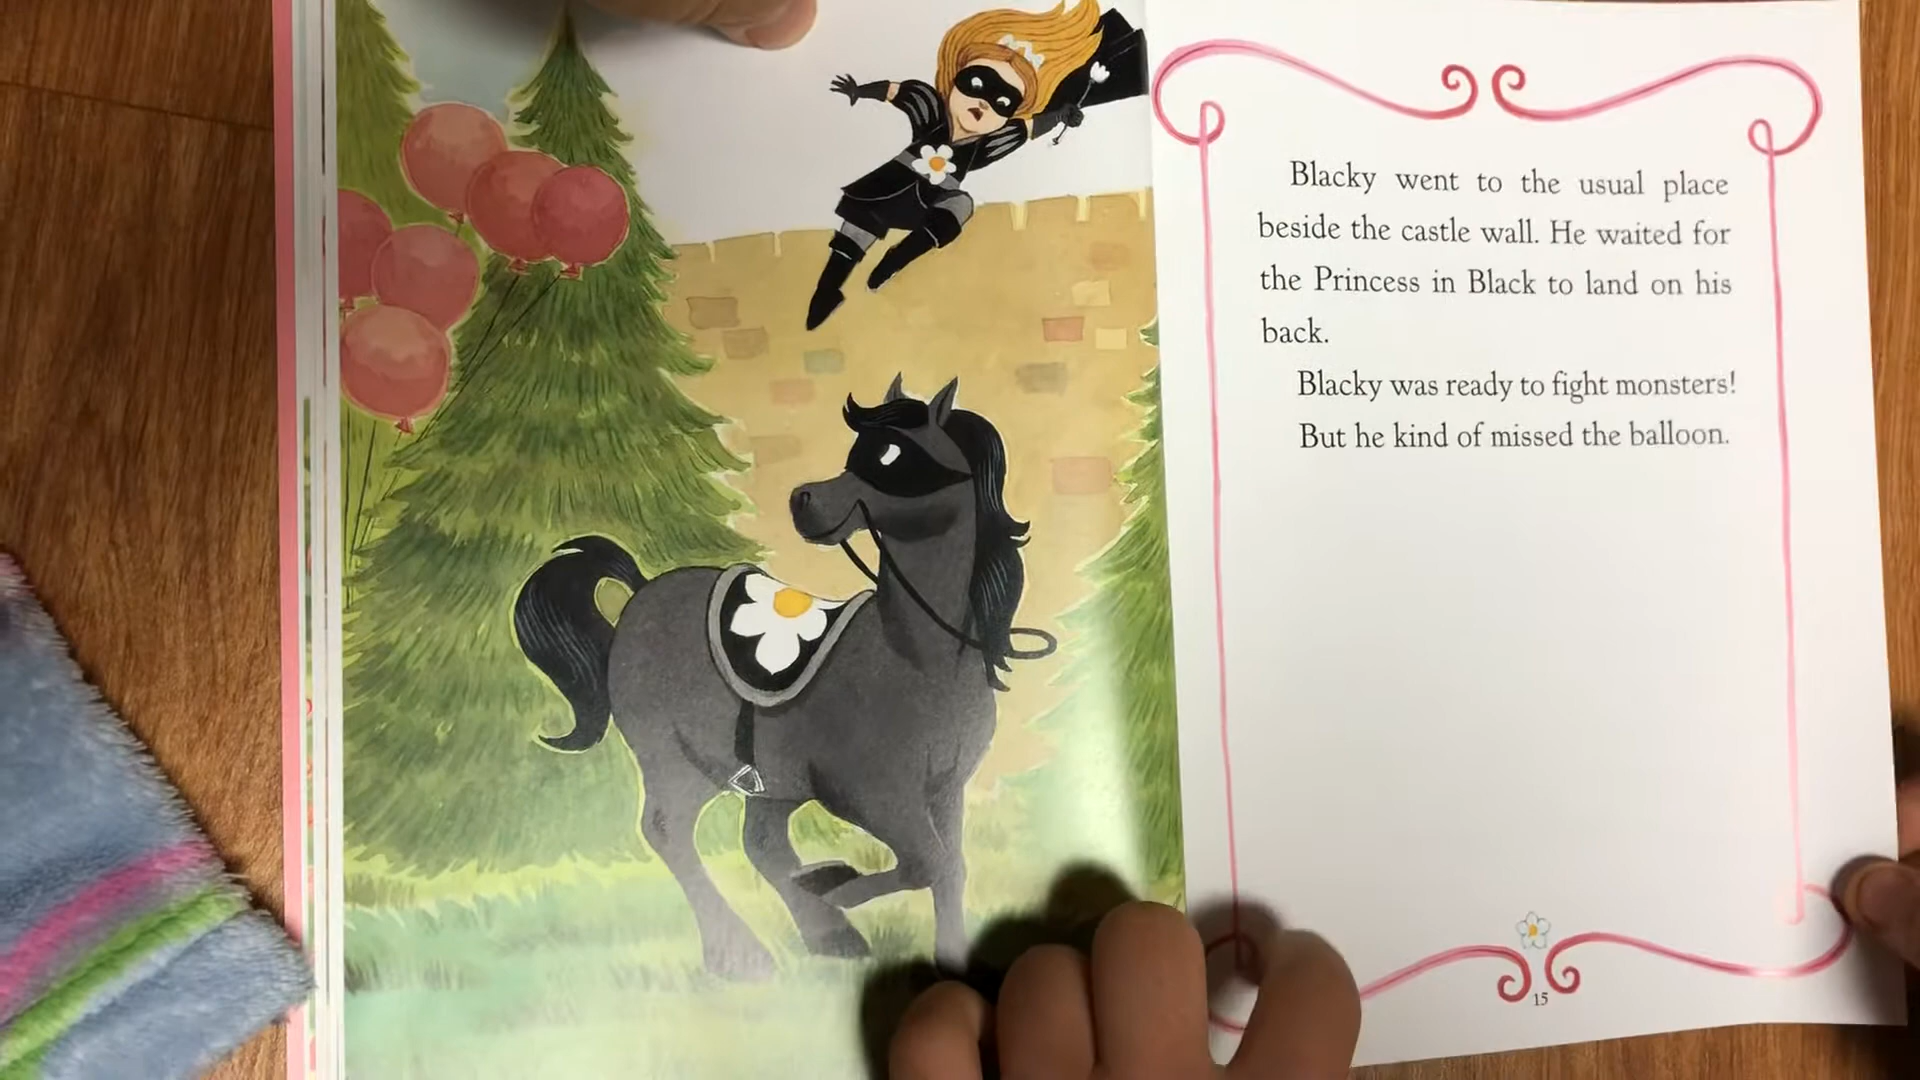 Blacky went to the usual place
beside the castle wall. He waited for
the Princess in Black to land on his
back.
Blacky was ready to fight monsters!
But he kind of missed the balloon.
15